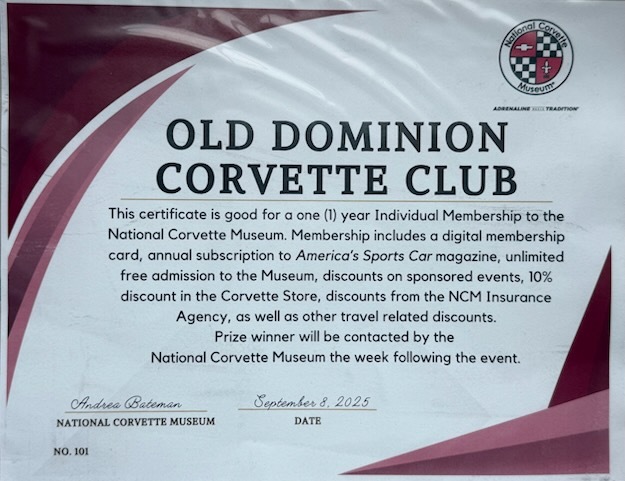 National Corvette
Museum
ADRENALINE MEETS TRADITION
OLD DOMINION
CORVETTE CLUB
This certificate is good for a one (1) year Individual Membership to the
National Corvette Museum. Membership includes a digital membership
card, annual subscription to America's Sports Car magazine, unlimited
free admission to the Museum, discounts on sponsored events, 10%
discount in the Corvette Store, discounts from the NCM Insurance
Agency, as well as other travel related discounts.
Prize winner will be contacted by the
National Corvette Museum the week following the event.
Andrea Bateman September 8, 2025
NATIONAL CORVETTE MUSEUM DATE
NO. 101